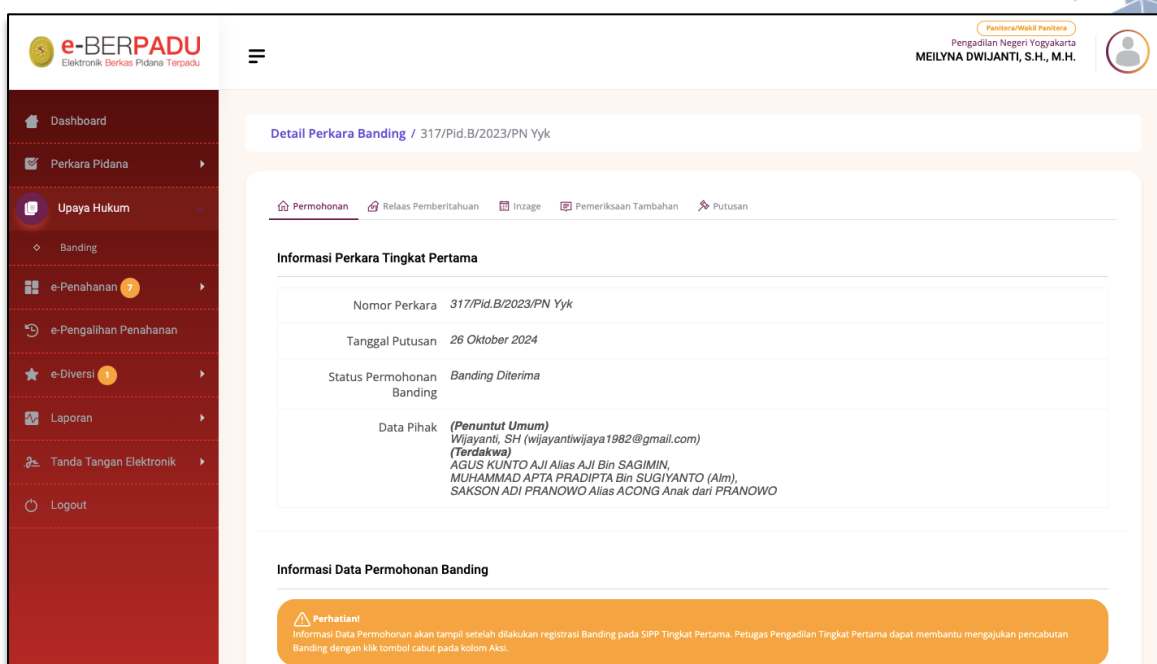 e-BERPADU
Elektronik Berkas Pidana Terpadu
Panitera/Wakil Panitera
Pengadilan Negeri Yogyakarta
MEILYNA DWIJANTI, S.H., M.H.
Dashboard
Perkara Pidana
Upaya Hukum
Banding
e-Penahanan 7
e-Pengalihan Penahanan
e-Diversi 1
Laporan
Tanda Tangan Elektronik
Logout
Detail Perkara Banding / 317/Pid.B/2023/PN Yyk
Permohonan Relaas Pemberitahuan Inzage Pemeriksaan Tambahan Putusan
Informasi Perkara Tingkat Pertama
Nomor Perkara 317/Pid.B/2023/PN Yyk
Tanggal Putusan 26 Oktober 2024
Status Permohonan Banding Diterima
Banding
Data Pihak (Penuntut Umum)
Wijayanti, SH (wijayantiwijaya1982@gmail.com)
(Terdakwa)
AGUS KUNTO AJI Alias AJI Bin SAGIMIN,
MUHAMMAD APTA PRADIPTA Bin SUGIYANTO (Alm),
SAKSON ADI PRANOWO Alias ACONG Anak dari PRANOWO
Informasi Data Permohonan Banding
Perhatian!
Informasi Data Permohonan akan tampil setelah dilakukan registrasi Banding pada SIPP Tingkat Pertama. Petugas Pengadilan Tingkat Pertama dapat membantu mengajukan pencabutan
Banding dengan klik tombol cabut pada kolom Aksi.